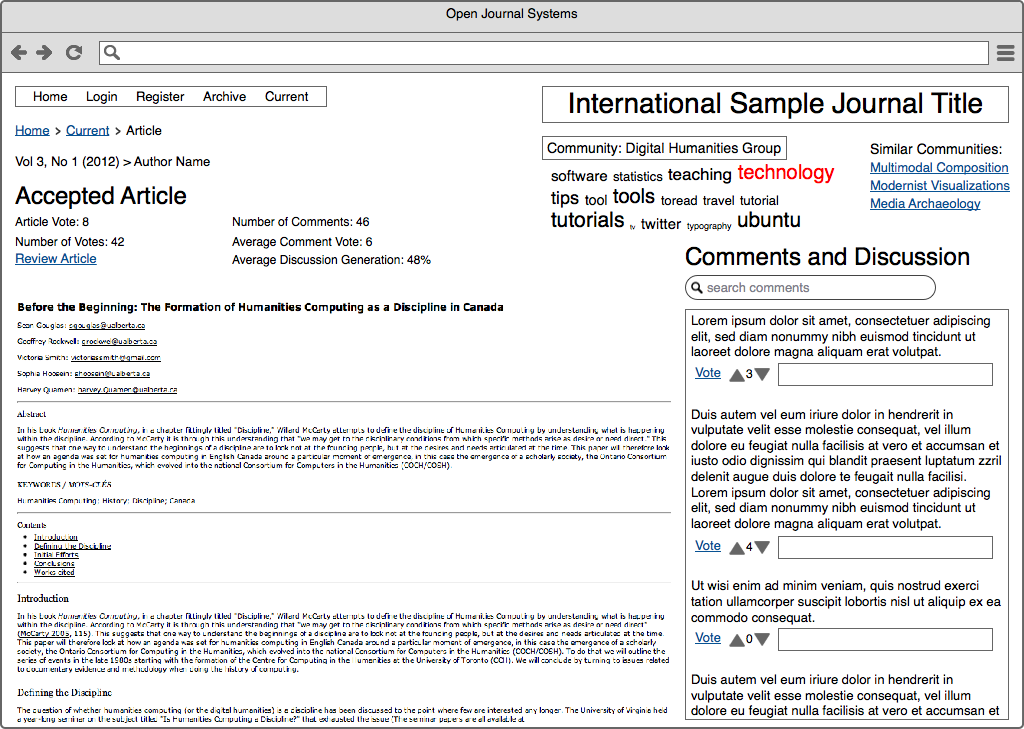 Open Journal Systems
Home Login Register Archive Current
International Sample Journal Title
Home > Current > Article
Vol 3, No 1 (2012) > Author Name
Accepted Article
Article Vote: 8
Number of Comments: 46
Number of Votes: 42
Average Comment Vote: 6
Review Article
Average Discussion Generation: 48%
Community: Digital Humanities Group
software statistics teaching technology
tips tool tools toread travel tutorial
tutorials tv twitter typography ubuntu
Similar Communities:
Multimodal Composition
Modernist Visualizations
Media Archaeology
Before the Beginning: The Formation of Humanities Computing as a Discipline in Canada
Sean Gouglas: sgouglas@ualberta.ca
Geoffrey Rockwell: grockwel@ualberta.ca
Victoria Smith: victoriassmith@gmail.com
Sophia Hoosein: shoosein@ualberta.ca
Harvey Quamen: harvey.Quamen@ualberta.ca
Abstract
In his book Humanities Computing, in a chapter fittingly titled "Discipline," Willard McCarty attempts to define the discipline of Humanities Computing by understanding what is happening
within the discipline. According to McCarty it is through this understanding that "we may get to the disciplinary conditions from which specific methods arise as desire or need direct." This
suggests that one way to understand the beginnings of a discipline are to look not at the founding people, but at the desires and needs articulated at the time. This paper will therefore look
at how an agenda was set for humanities computing in English Canada around a particular moment of emergence, in this case the emergence of a scholarly society, the Ontario Consortium
for Computing in the Humanities, which evolved into the national Consortium for Computers in the Humanities (COCH/COSH).
KEYWORDS / MOTS-CLÉS
Humanities Computing; History; Discipline; Canada
Contents
Introduction
Defining the Discipline
Initial Efforts
Conclusions
Works cited
Introduction
In his book Humanities Computing, in a chapter fittingly titled "Discipline," Willard McCarty attempts to define the discipline of Humanities Computing by understanding what is happening
within the discipline. According to McCarty it is through this understanding that "we may get to the disciplinary conditions from which specific methods arise as desire or need direct"
(McCarty 2005, 115). This suggests that one way to understand the beginnings of a discipline are to look not at the founding people, but at the desires and needs articulated at the time.
This paper will therefore look at how an agenda was set for humanities computing in English Canada around a particular moment of emergence, in this case the emergence of a scholarly
society, the Ontario Consortium for Computing in the Humanities, which evolved into the national Consortium for Computers in the Humanities (COCH/COSH). To do that we will outline the
series of events in the late 1980s starting with the formation of the Centre for Computing in the Humanities at the University of Toronto (CCH). We will conclude by turning to issues related
to documentary evidence and methodology when doing the history of computing.
Defining the Discipline
The question of whether humanities computing (or the digital humanities) is a discipline has been discussed to the point where few are interested any longer. The University of Virginia held
a year-long seminar on the subject titled "Is Humanities Computing a Discipline?" that exhausted the issue (The seminar papers are all available at
Comments and Discussion
search comments
Lorem ipsum dolor sit amet, consectetuer adipiscing
elit, sed diam nonummy nibh euismod tincidunt ut
laoreet dolore magna aliquam erat volutpat.
Vote 3
Duis autem vel eum iriure dolor in hendrerit in
vulputate velit esse molestie consequat, vel illum
dolore eu feugiat nulla facilisis at vero et accumsan et
iusto odio dignissim qui blandit praesent luptatum zzril
delenit augue duis dolore te feugait nulla facilisi.
Lorem ipsum dolor sit amet, consectetuer adipiscing
elit, sed diam nonummy nibh euismod tincidunt ut
laoreet dolore magna aliquam erat volutpat.
Vote 4
Ut wisi enim ad minim veniam, quis nostrud exerci
tation ullamcorper suscipit lobortis nisl ut aliquip ex ea
commodo consequat.
Vote 0
Duis autem vel eum iriure dolor in hendrerit in
vulputate velit esse molestie consequat, vel illum
dolore eu feugiat nulla facilisis at vero et accumsan et